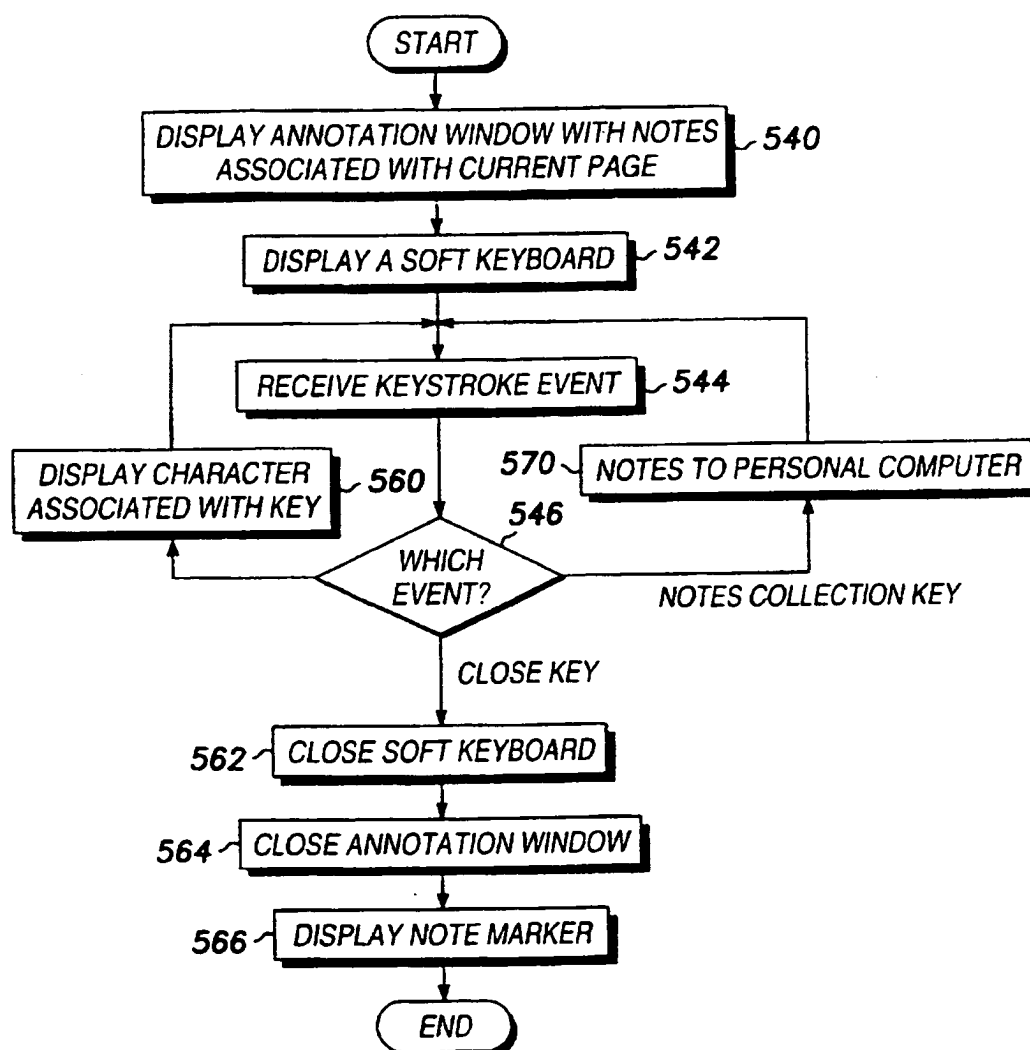 START
DISPLAY ANNOTATION WINDOW WITH NOTES
ASSOCIATED WITH CURRENT PAGE
540
DISPLAY A SOFT KEYBOARD
542
RECEIVE KEYSTROKE EVENT
544
DISPLAY CHARACTER
ASSOCIATED WITH KEY
560
570
NOTES TO PERSONAL COMPUTER
546
WHICH
EVENT?
NOTES COLLECTION KEY
CLOSE KEY
562
CLOSE SOFT KEYBOARD
564
CLOSE ANNOTATION WINDOW
566
DISPLAY NOTE MARKER
END